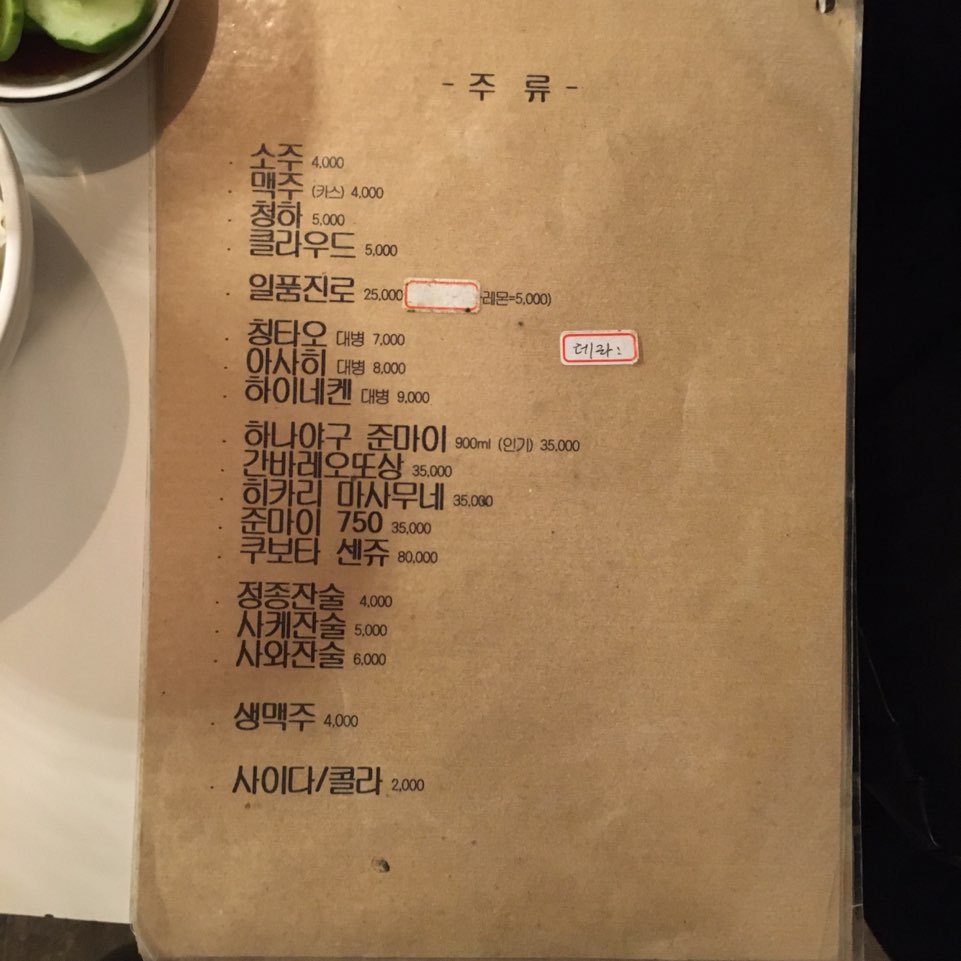 - 주 류 -
· 소주 4,000
· 맥주 (카스) 4,000
· 청하 5,000
· 클라우드 5,000
· 일품진로 25,000 레몬=5,000)
· 칭타오 대병 7,000
테라:
· 아사히 대병 8,000
· 하이네켄 대병 9,000
· 하나야구 준마이 900ml (인기) 35,000
· 간바레오또상 35,000
· 히카리 마사무네 35,000
· 준마이 750 35,000
· 쿠보타 센쥬 80,000
· 정종잔술 4,000
· 사케잔술 5,000
· 사와잔술 6,000
· 생맥주 4,000
· 사이다/콜라 2,000